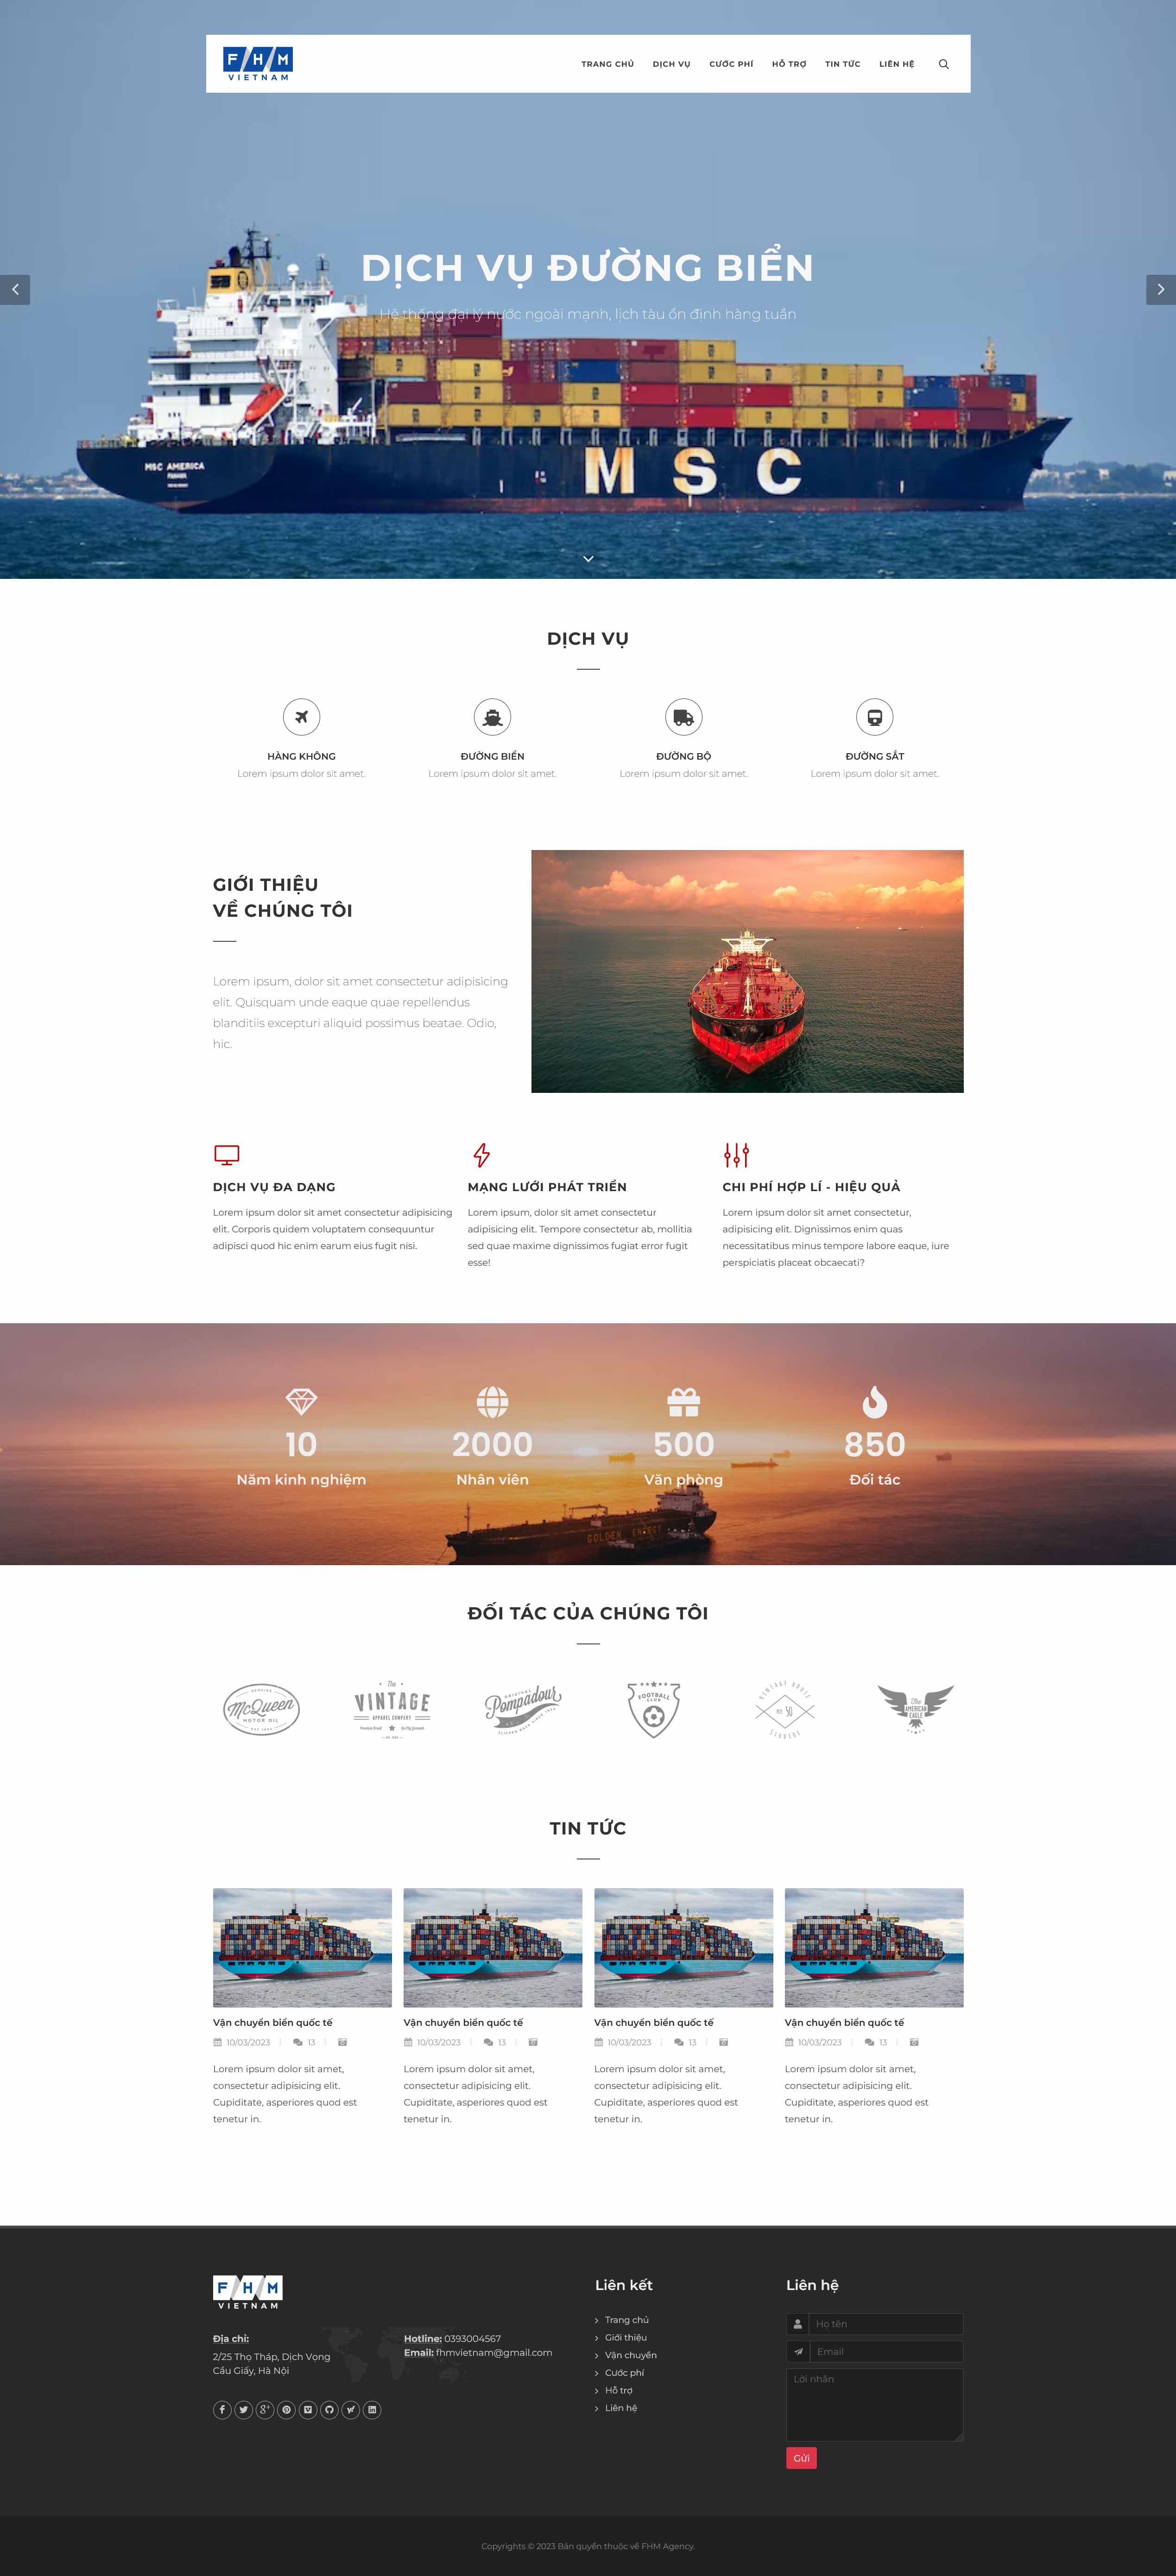 FHM
VIETNAM
TRANG CHỦ
DỊCH VỤ
CƯỚC PHÍ
HỖ TRỢ
TIN TỨC
LIÊN HỆ
DỊCH VỤ ĐƯỜNG BIỂN
Hệ thống đại lý nước ngoài mạnh, lịch tàu ổn định hàng tuần
MSC AMERICA
PANAMA
MSC
DỊCH VỤ
HÀNG KHÔNG
Lorem ipsum dolor sit amet.
ĐƯỜNG BIỂN
Lorem ipsum dolor sit amet.
ĐƯỜNG BỘ
Lorem ipsum dolor sit amet.
ĐƯỜNG SẮT
Lorem ipsum dolor sit amet.
GIỚI THIỆU
VỀ CHÚNG TÔI
Lorem ipsum, dolor sit amet consectetur adipisicing
elit. Quisquam unde eaque quae repellendus
blanditiis excepturi aliquid possimus beatae. Odio,
hic.
DỊCH VỤ ĐA DẠNG
Lorem ipsum dolor sit amet consectetur adipisicing
elit. Corporis quidem voluptatem consequuntur
adipisci quod hic enim earum eius fugit nisi.
MẠNG LƯỚI PHÁT TRIỂN
Lorem ipsum, dolor sit amet consectetur
adipisicing elit. Tempore consectetur ab, mollitia
sed quae maxime dignissimos fugiat error fugit
esse!
CHI PHÍ HỢP LÍ - HIỆU QUẢ
Lorem ipsum dolor sit amet consectetur,
adipisicing elit. Dignissimos enim quas
necessitatibus minus tempore labore eaque, iure
perspiciatis placeat obcaecati?
10
Năm kinh nghiệm
2000
Nhân viên
500
Văn phòng
850
Đối tác
GOLDEN ENERGY
ĐỐI TÁC CỦA CHÚNG TÔI
GENUINE
McQueen
MOTOR OIL
The
VINTAGE
APPAREL COMPANY
ORIGINAL
Pompadour
FOOTBALL
CLUB
VINTAGE HOUSE
NO. 50
STUDENT
The
AMERICAN
EAGLE
TIN TỨC
Vận chuyển biển quốc tế
10/03/2023
13
Lorem ipsum dolor sit amet,
consectetur adipisicing elit.
Cupiditate, asperiores quod est
tenetur in.
Vận chuyển biển quốc tế
10/03/2023
13
Lorem ipsum dolor sit amet,
consectetur adipisicing elit.
Cupiditate, asperiores quod est
tenetur in.
Vận chuyển biển quốc tế
10/03/2023
13
Lorem ipsum dolor sit amet,
consectetur adipisicing elit.
Cupiditate, asperiores quod est
tenetur in.
Vận chuyển biển quốc tế
10/03/2023
13
Lorem ipsum dolor sit amet,
consectetur adipisicing elit.
Cupiditate, asperiores quod est
tenetur in.
FHM
VIETNAM
Địa chỉ:
2/25 Thọ Tháp, Dịch Vọng
Cầu Giấy, Hà Nội
Hotline: 0393004567
Email: fhmvietnam@gmail.com
Liên kết
Trang chủ
Giới thiệu
Vận chuyển
Cước phí
Hỗ trợ
Liên hệ
Liên hệ
Họ tên
Email
Lời nhắn
Gửi
Copyrights © 2023 Bản quyền thuộc về FHM Agency.